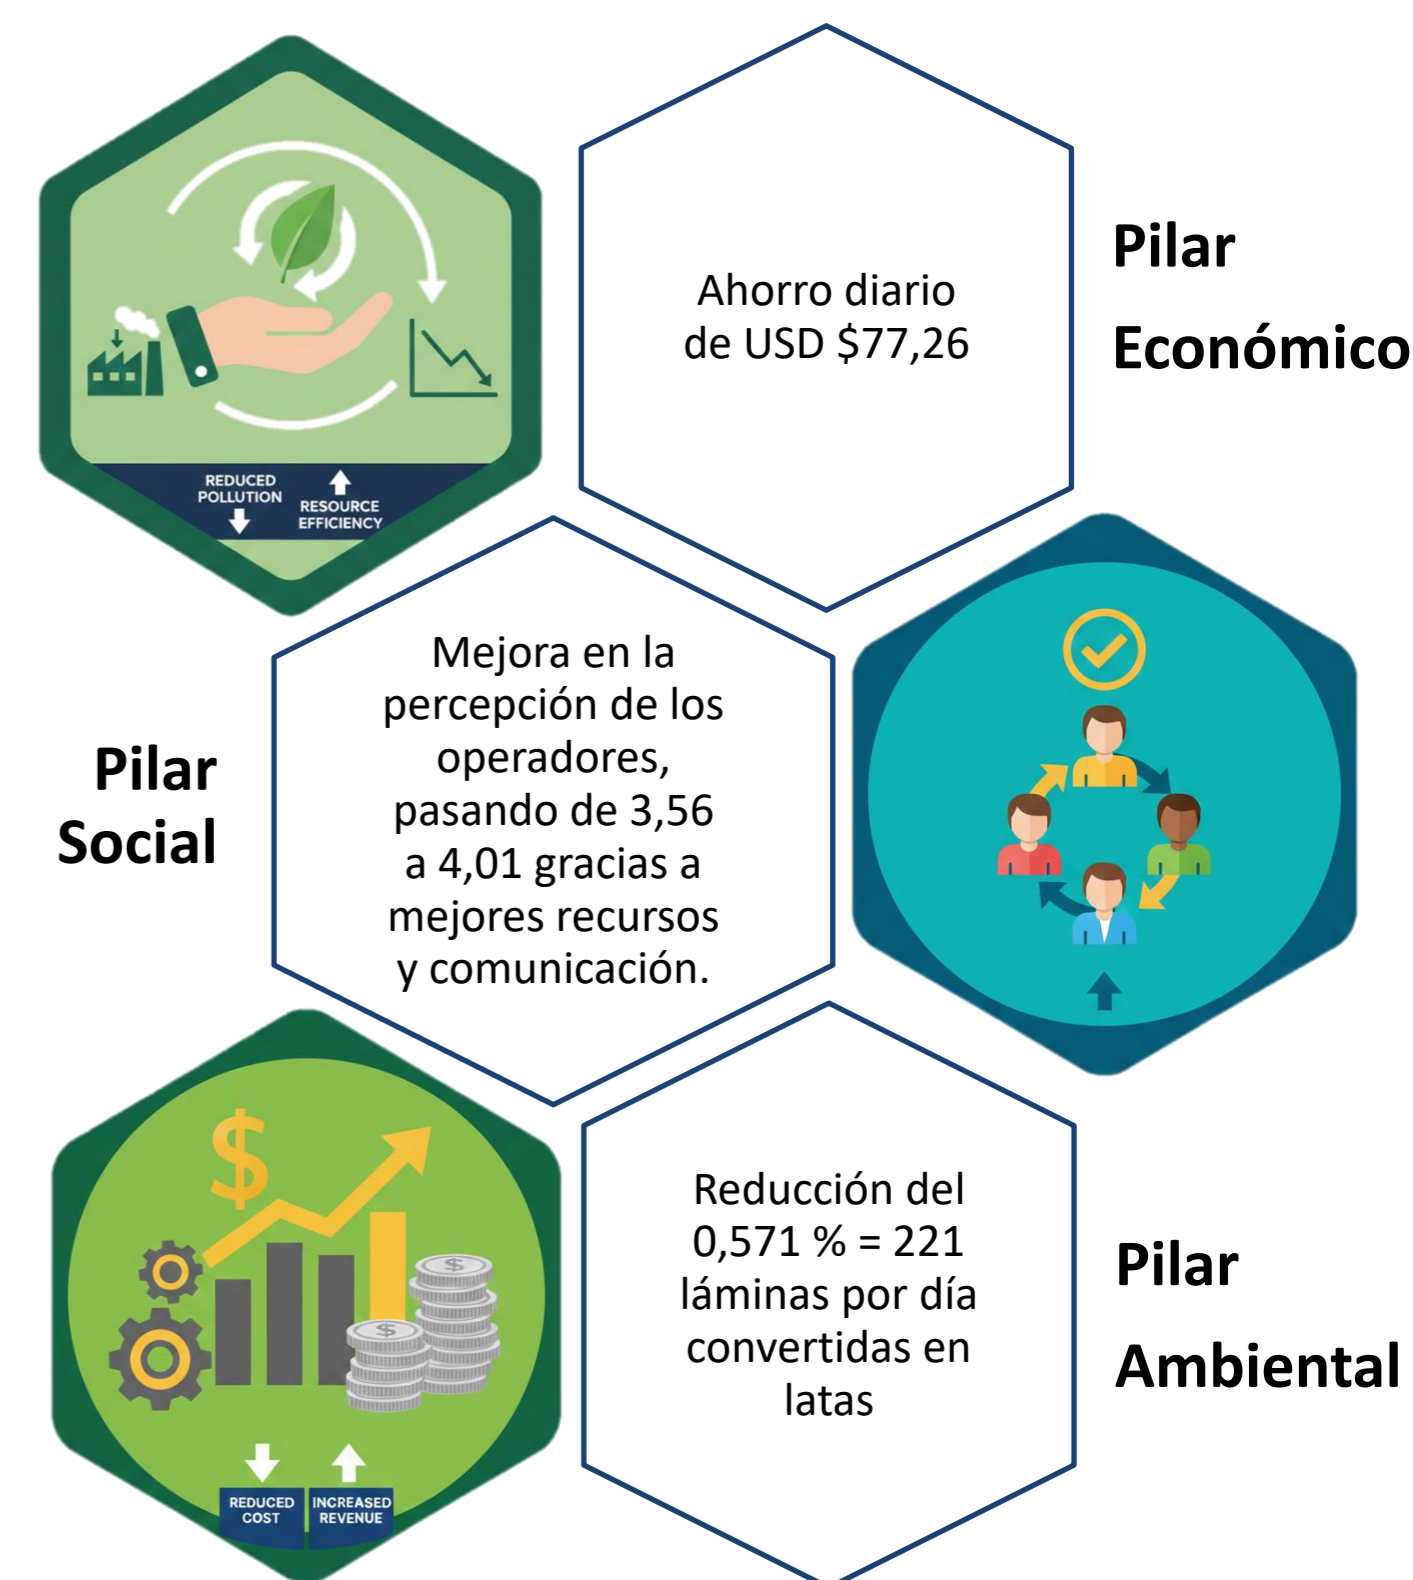 REDUCED
POLLUTION
RESOURCE
EFFICIENCY
Ahorro diario
de USD $77,26
Pilar
Económico
Pilar
Social
Mejora en la
percepción de los
operadores,
pasando de 3,56
a 4,01 gracias a
mejores recursos
y comunicación.
$
$
$
REDUCED
COST
INCREASED
REVENUE
Reducción del
0,571 % = 221
láminas por día
convertidas en
latas
Pilar
Ambiental